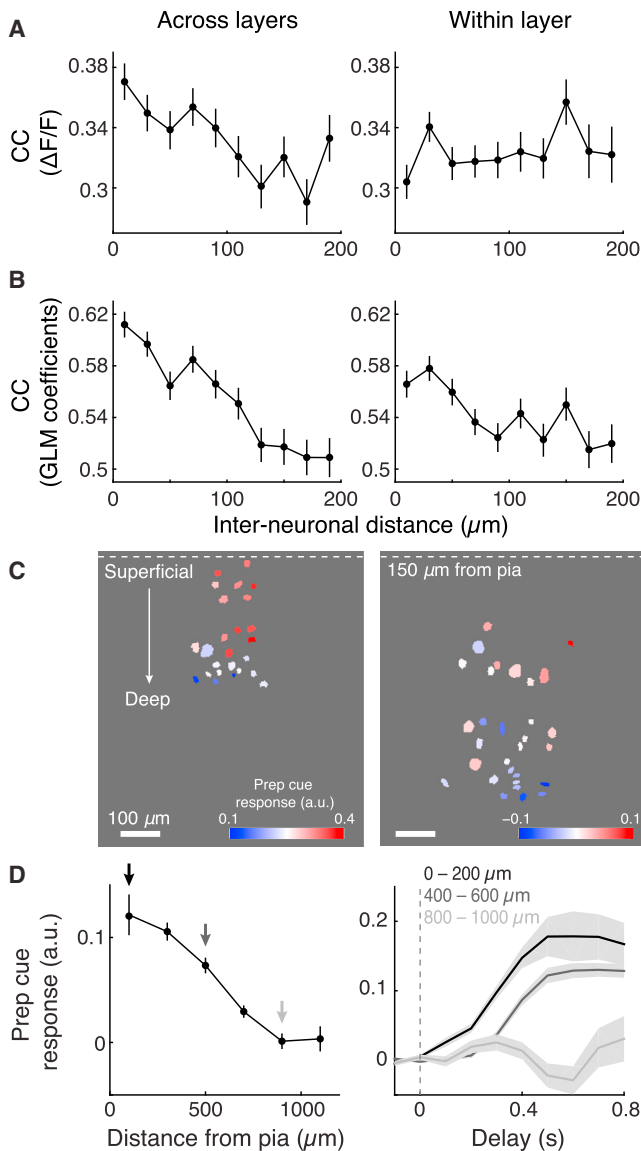 Across layers
Within layer
A
CC
(ΔF/F)
0.38
0.34
0.3
0
100
200
0.38
0.34
0.3
0
100
200
B
CC
(GLM coefficients)
0.62
0.58
0.54
0.5
0
100
200
0.62
0.58
0.54
0.5
0
100
200
Inter-neuronal distance (μm)
C
Superficial
Deep
Prep cue
response (a.u.)
100 μm
0.1
0.4
150 μm from pia
−0.1
0.1
D
Prep cue
response (a.u.)
0.1
0
0
500
1000
Distance from pia (μm)
0 – 200 μm
400 – 600 μm
800 – 1000 μm
0.2
0.1
0
0
0.4
0.8
Delay (s)